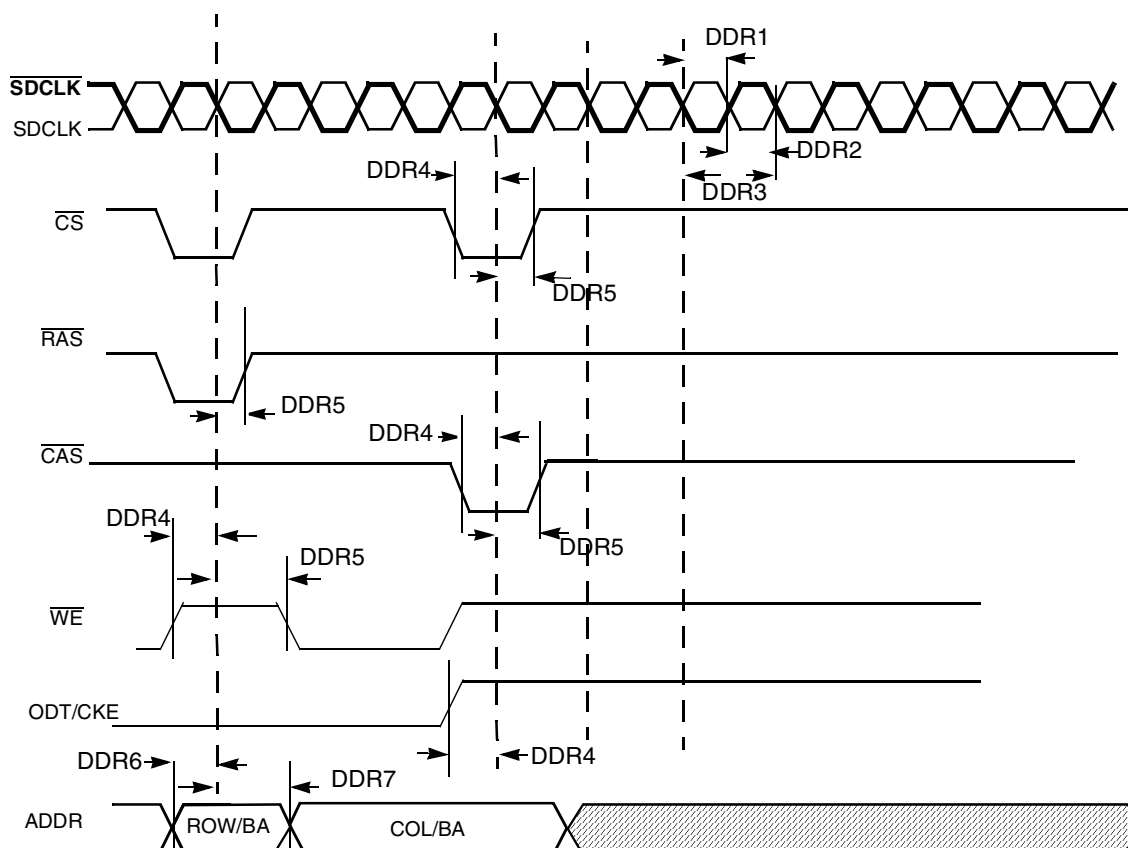 DDR1
SDCLK
SDCLK
DDR2
DDR4
DDR3
CS
DDR5
RAS
DDR5
DDR4
CAS
DDR4
DDR5
DDR5
WE
ODT/CKE
DDR4
DDR6
DDR7
ADDR
ROW/BA
COL/BA